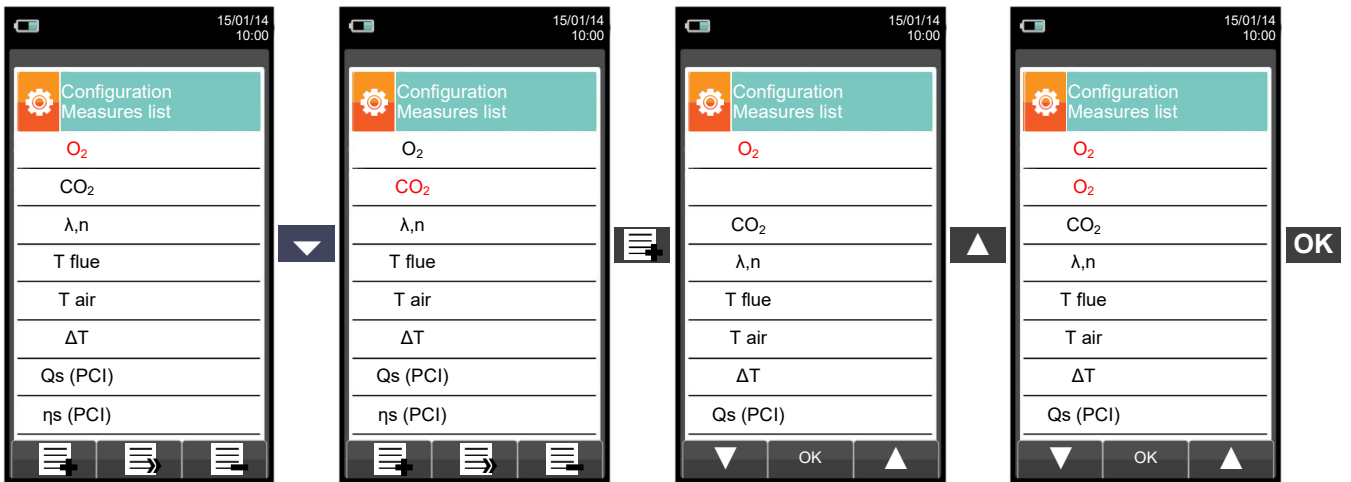 15/01/14
10:00
Configuration
Measures list
O₂
CO₂
λ,n
T flue
T air
ΔT
Qs (PCI)
ηs (PCI)
15/01/14
10:00
Configuration
Measures list
O₂
CO₂
λ,n
T flue
T air
ΔT
Qs (PCI)
ηs (PCI)
15/01/14
10:00
Configuration
Measures list
O₂
CO₂
λ,n
T flue
T air
ΔT
Qs (PCI)
OK
15/01/14
10:00
Configuration
Measures list
O₂
O₂
CO₂
λ,n
T flue
T air
ΔT
Qs (PCI)
OK
OK